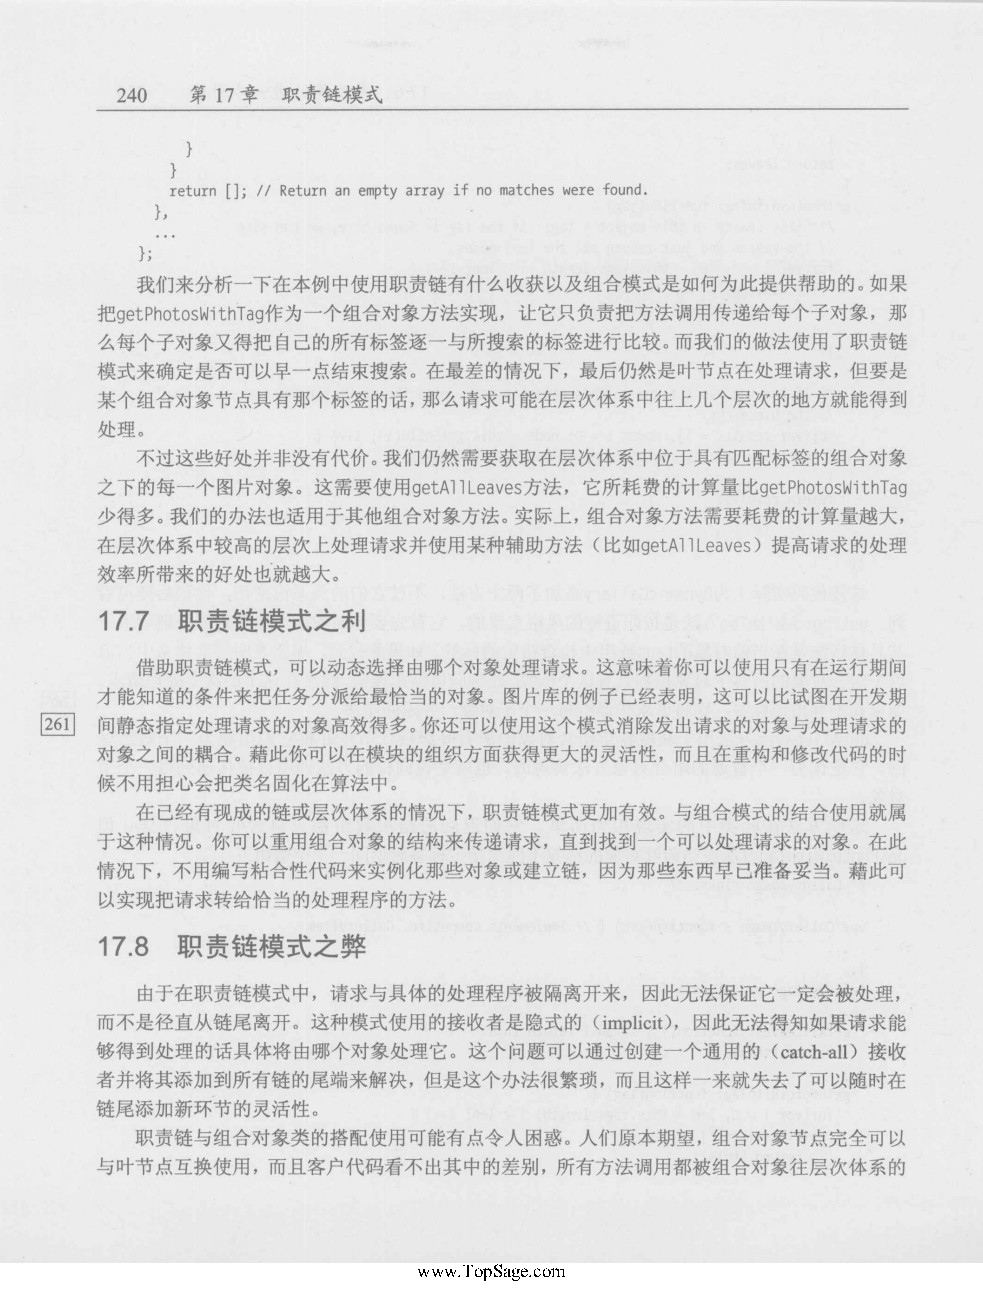 240 第 17 章 职责链模式
}
}
return []; // Return an empty array if no matches were found.
},
...
};
我们来分析一下在本例中使用职责链有什么收获以及组合模式是如何为此提供帮助的。如果
把getPhotosWithTag作为一个组合对象方法实现，让它只负责把方法调用传递给每个子对象，那
么每个子对象又得把自己的所有标签逐一与所搜索的标签进行比较。而我们的做法使用了职责链
模式来确定是否可以早一点结束搜索。在最差的情况下，最后仍然是叶节点在处理请求，但要是
某个组合对象节点具有那个标签的话，那么请求可能在层次体系中往上几个层次的地方就能得到
处理。
不过这些好处并非没有代价。我们仍然需要获取在层次体系中位于具有匹配标签的组合对象
之下的每一个图片对象。这需要使用getAllLeaves方法，它所耗费的计算量比getPhotosWithTag
少得多。我们的办法也适用于其他组合对象方法。实际上，组合对象方法需要耗费的计算量越大，
在层次体系中较高的层次上处理请求并使用某种辅助方法（比如getAllLeaves）提高请求的处理
效率所带来的好处也就越大。
17.7 职责链模式之利
借助职责链模式，可以动态选择由哪个对象处理请求。这意味着你可以使用只有在运行期间
才能知道的条件来把任务分派给最恰当的对象。图片库的例子已经表明，这可以比试图在开发期
261 间静态指定处理请求的对象高效得多。你还可以使用这个模式消除发出请求的对象与处理请求的
对象之间的耦合。藉此你可以在模块的组织方面获得更大的灵活性，而且在重构和修改代码的时
候不用担心会把类名固化在算法中。
在已经有现成的链或层次体系的情况下，职责链模式更加有效。与组合模式的结合使用就属
于这种情况。你可以重用组合对象的结构来传递请求，直到找到一个可以处理请求的对象。在此
情况下，不用编写粘合性代码来实例化那些对象或建立链，因为那些东西早已准备妥当。藉此可
以实现把请求转给恰当的处理程序的方法。
17.8 职责链模式之弊
由于在职责链模式中，请求与具体的处理程序被隔离开来，因此无法保证它一定会被处理，
而不是径直从链尾离开。这种模式使用的接收者是隐式的（implicit），因此无法得知如果请求能
够得到处理的话具体将由哪个对象处理它。这个问题可以通过创建一个通用的（catch-all）接收
者并将其添加到所有链的尾端来解决，但是这个办法很繁琐，而且这样一来就失去了可以随时在
链尾添加新环节的灵活性。
职责链与组合对象类的搭配使用可能有点令人困惑。人们原本期望，组合对象节点完全可以
与叶节点互换使用，而且客户代码看不出其中的差别，所有方法调用都被组合对象往层次体系的
www.TopSage.com